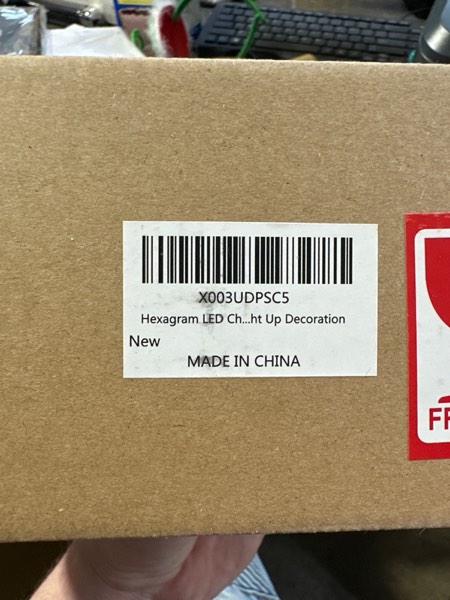 X003UDPSC5
Hexagram LED Ch...ht Up Decoration
New
MADE IN CHINA